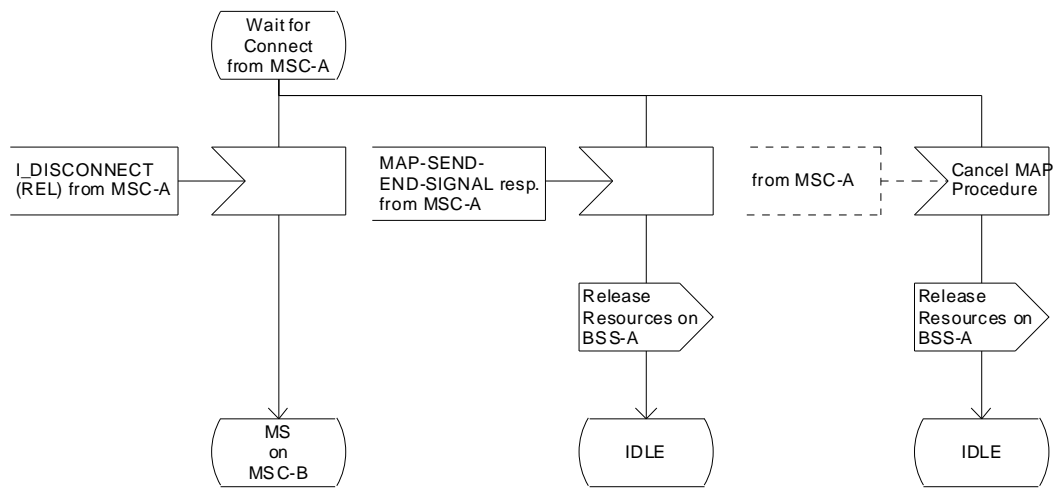 Wait for
Connect
from MSC-A
I_DISCONNECT
(REL) from MSC-A
MAP-SEND-
END-SIGNAL resp.
from MSC-A
from MSC-A
Cancel MAP
Procedure
Release
Resources on
BSS-A
Release
Resources on
BSS-A
MS
on
MSC-B
IDLE
IDLE